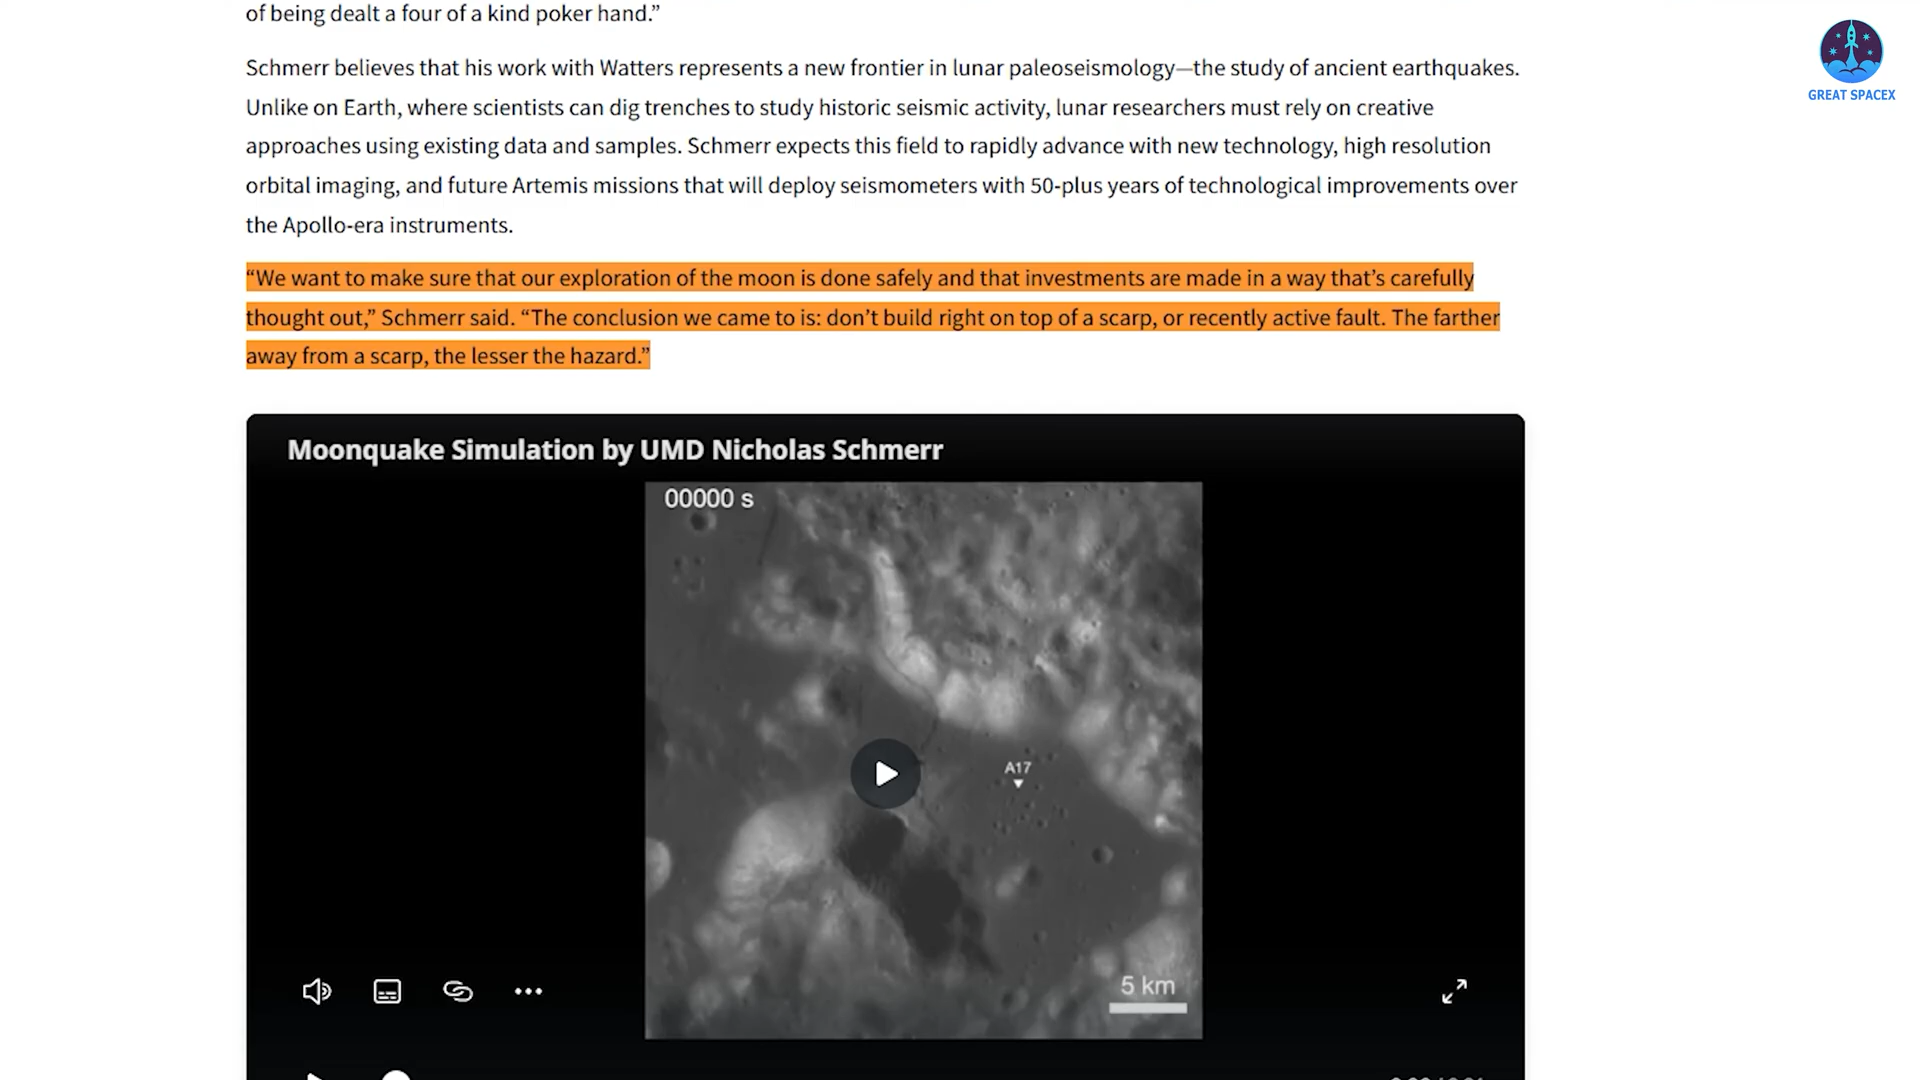 of being dealt a four of a kind poker hand.”
GREAT SPACEX
Schmerr believes that his work with Watters represents a new frontier in lunar paleoseismology—the study of ancient earthquakes.
Unlike on Earth, where scientists can dig trenches to study historic seismic activity, lunar researchers must rely on creative
approaches using existing data and samples. Schmerr expects this field to rapidly advance with new technology, high resolution
orbital imaging, and future Artemis missions that will deploy seismometers with 50-plus years of technological improvements over
the Apollo-era instruments.
“We want to make sure that our exploration of the moon is done safely and that investments are made in a way that’s carefully
thought out,” Schmerr said. “The conclusion we came to is: don’t build right on top of a scarp, or recently active fault. The farther
away from a scarp, the lesser the hazard.”
Moonquake Simulation by UMD Nicholas Schmerr
00000 s
A17
5 km